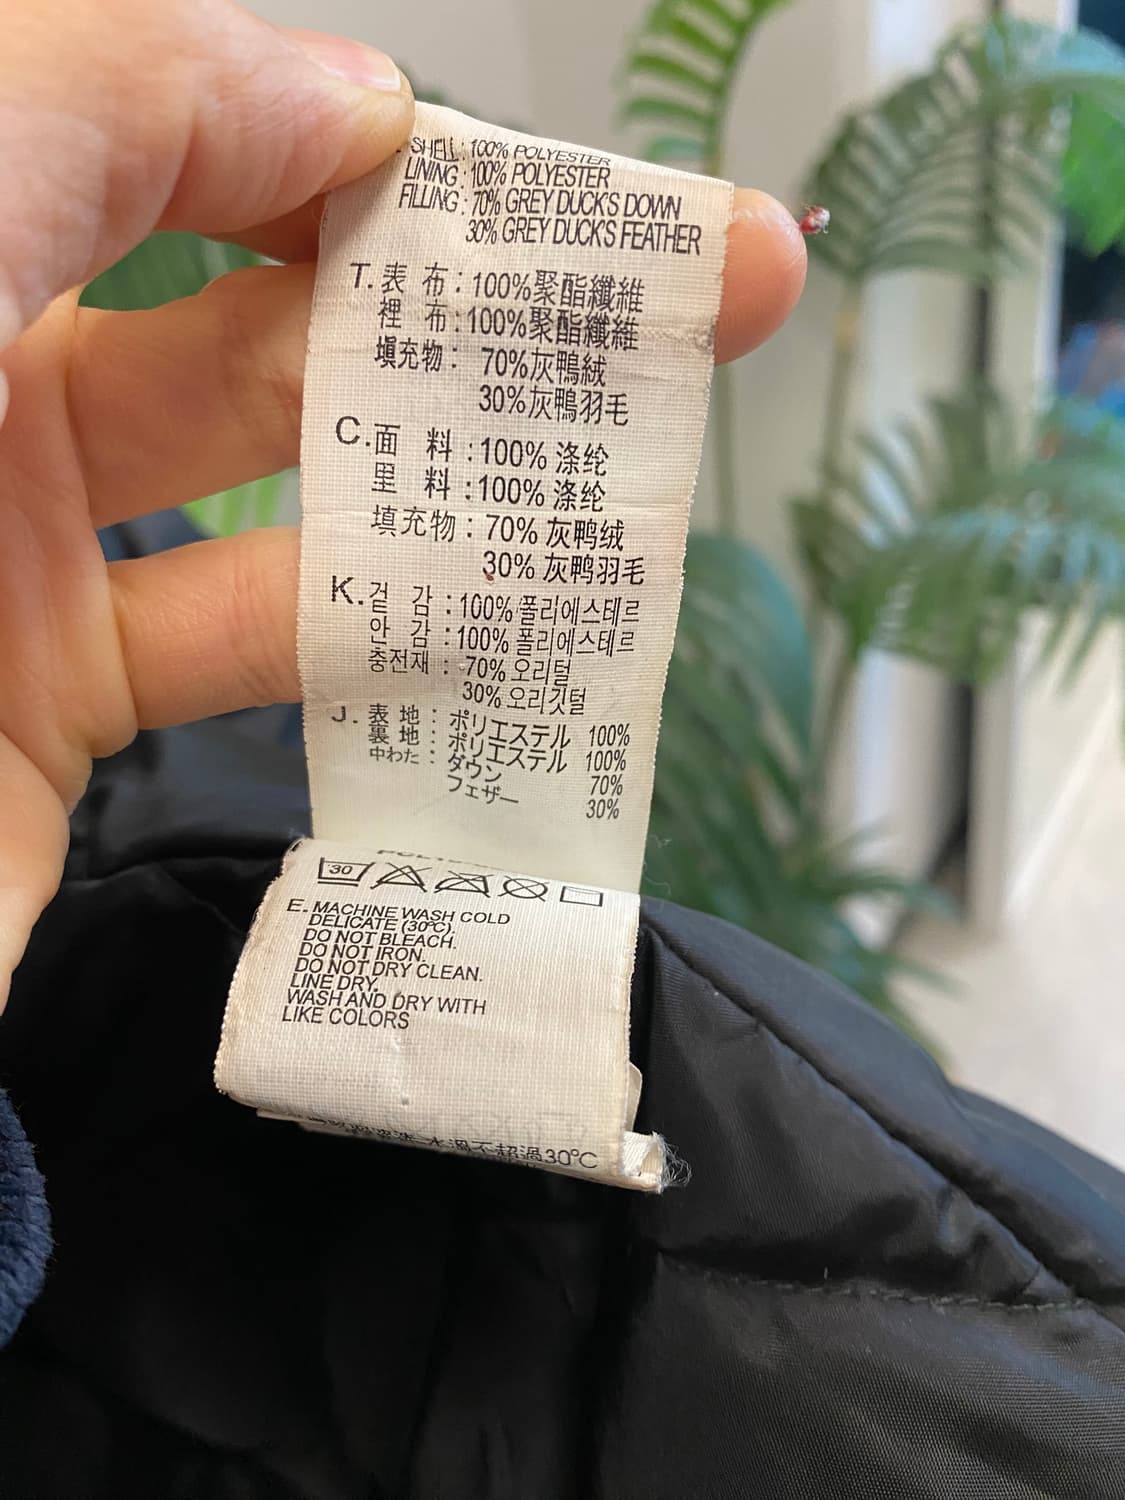 SHELL : 100% POLYESTER
LINING : 100% POLYESTER
FILLING : 70% GREY DUCK'S DOWN
30% GREY DUCK'S FEATHER
T. 表 布 : 100%聚酯纖維
裡 布 : 100%聚酯纖維
填充物 : 70%灰鴨絨
30%灰鴨羽毛
C. 面 料 : 100% 涤纶
里 料 : 100% 涤纶
填充物 : 70% 灰鸭绒
30% 灰鸭羽毛
K. 겉 감 : 100% 폴리에스테르
안 감 : 100% 폴리에스테르
충전재 : 70% 오리털
30% 오리깃털
J. 表 地 : ポリエステル 100%
裏 地 : ポリエステル 100%
中わた : ダウン 70%
フェザー 30%
30
E. MACHINE WASH COLD
DELICATE (30°C).
DO NOT BLEACH.
DO NOT IRON.
DO NOT DRY CLEAN.
LINE DRY.
WASH AND DRY WITH
LIKE COLORS
水溫不超過30°C